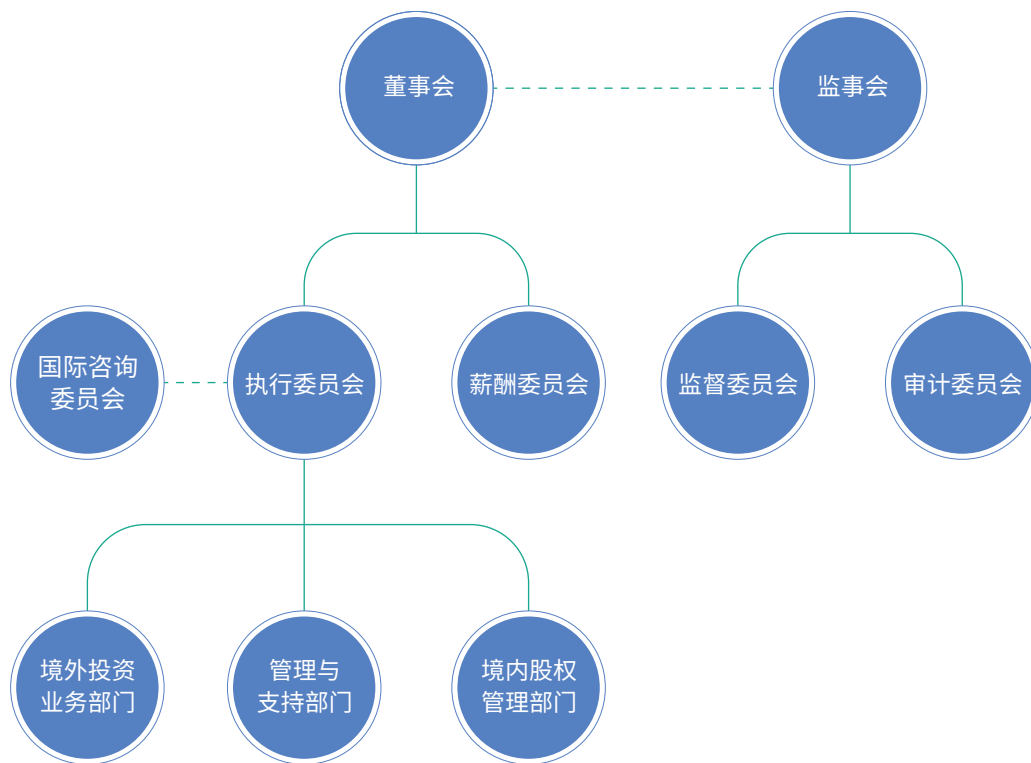 董事会
监事会
国际咨询
委员会
执行委员会
薪酬委员会
监督委员会
审计委员会
境外投资
业务部门
管理与
支持部门
境内股权
管理部门